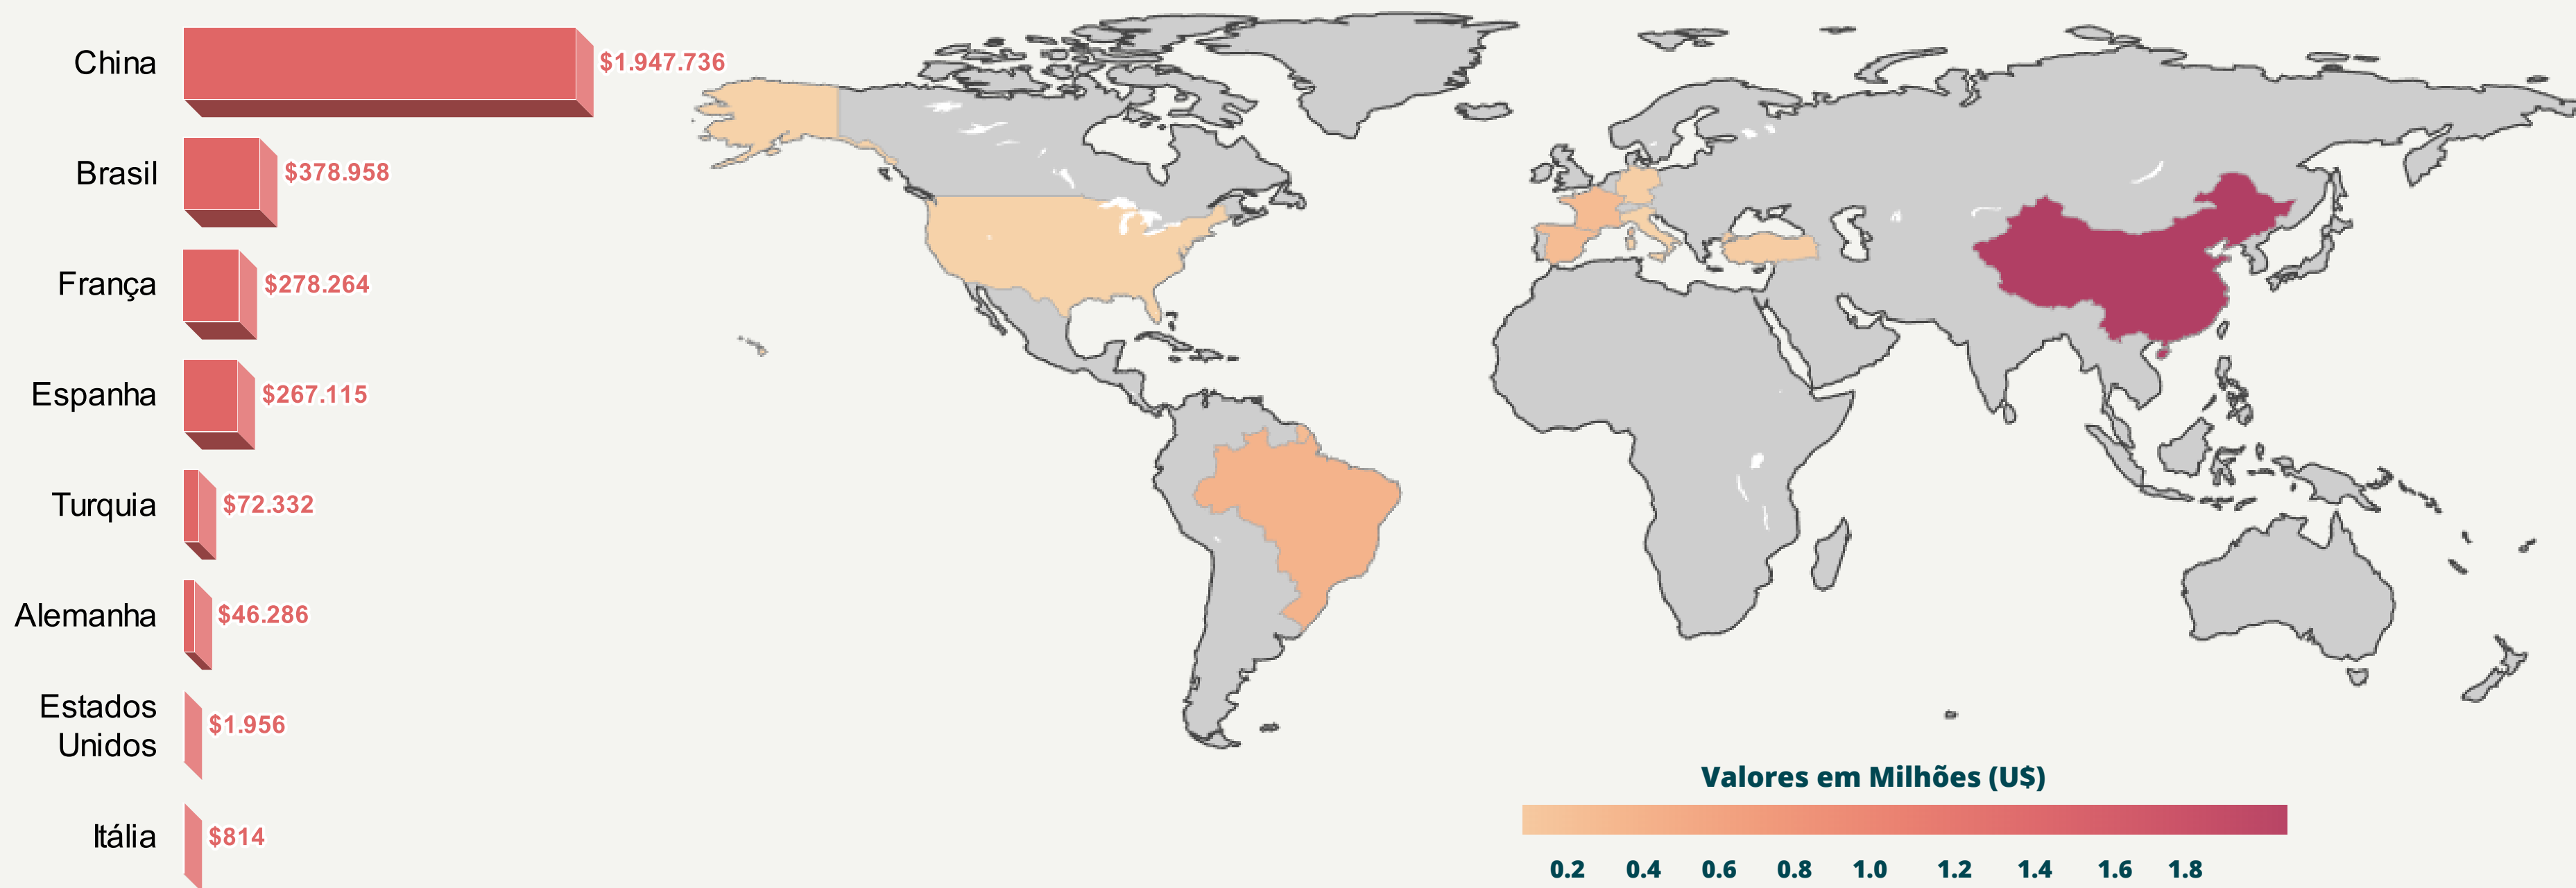 China
$1.947.736
Brasil
$378.958
França
$278.264
Espanha
$267.115
Turquia
$72.332
Alemanha
$46.286
Estados
Unidos
$1.956
Itália
$814
Valores em Milhões (U$)
0.2 0.4 0.6 0.8 1.0 1.2 1.4 1.6 1.8